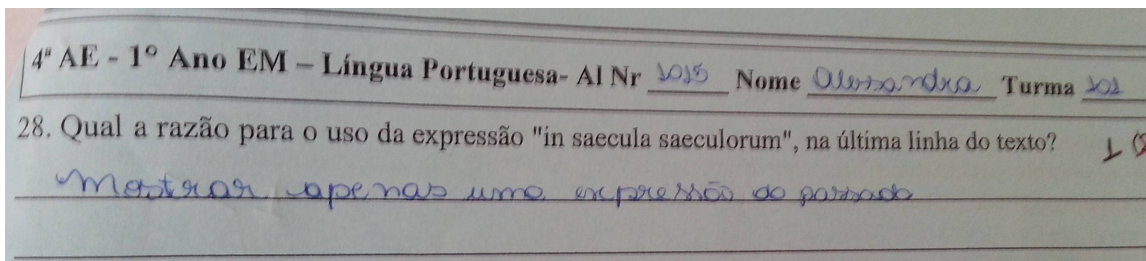 4ª AE - 1º Ano EM – Língua Portuguesa- Al Nr 1015 Nome Alessandra Turma 101
28. Qual a razão para o uso da expressão "in saecula saeculorum", na última linha do texto?
Mostrar apenas uma expressão do passado